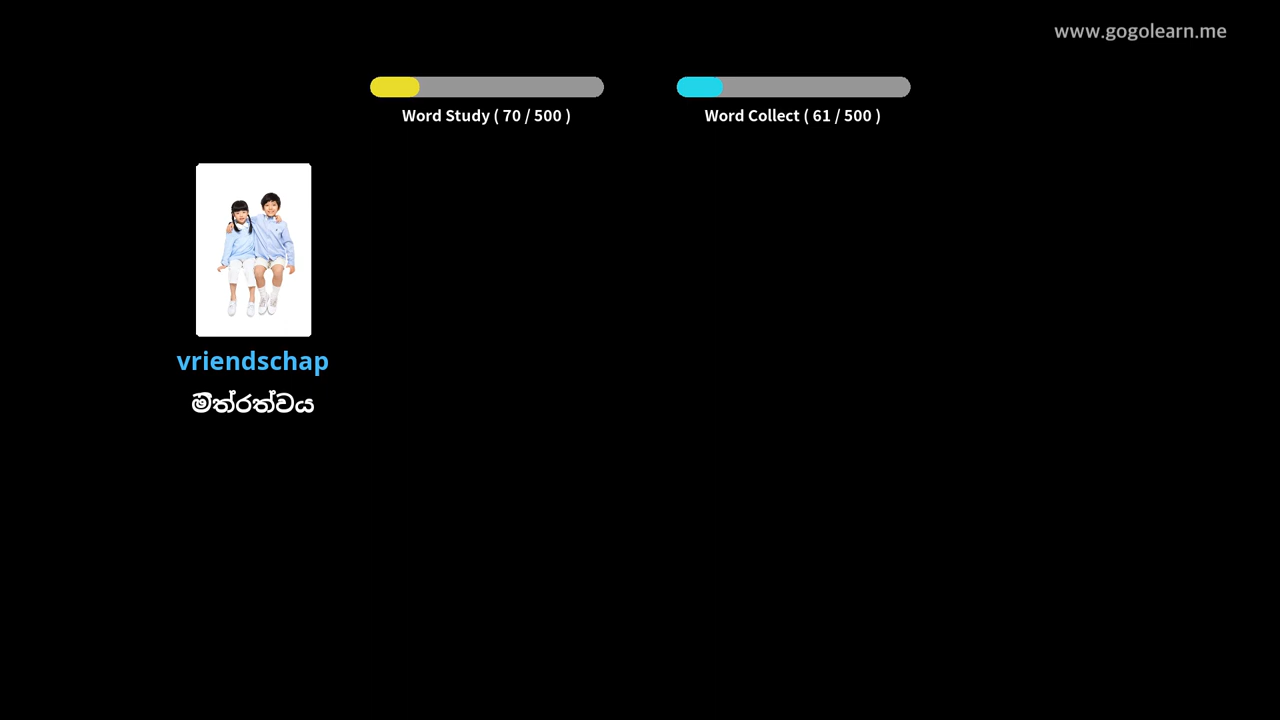 www.gogolearn.me
Word Study ( 70 / 500 )
Word Collect ( 61 / 500 )
vriendschap
මිත්රත්වය